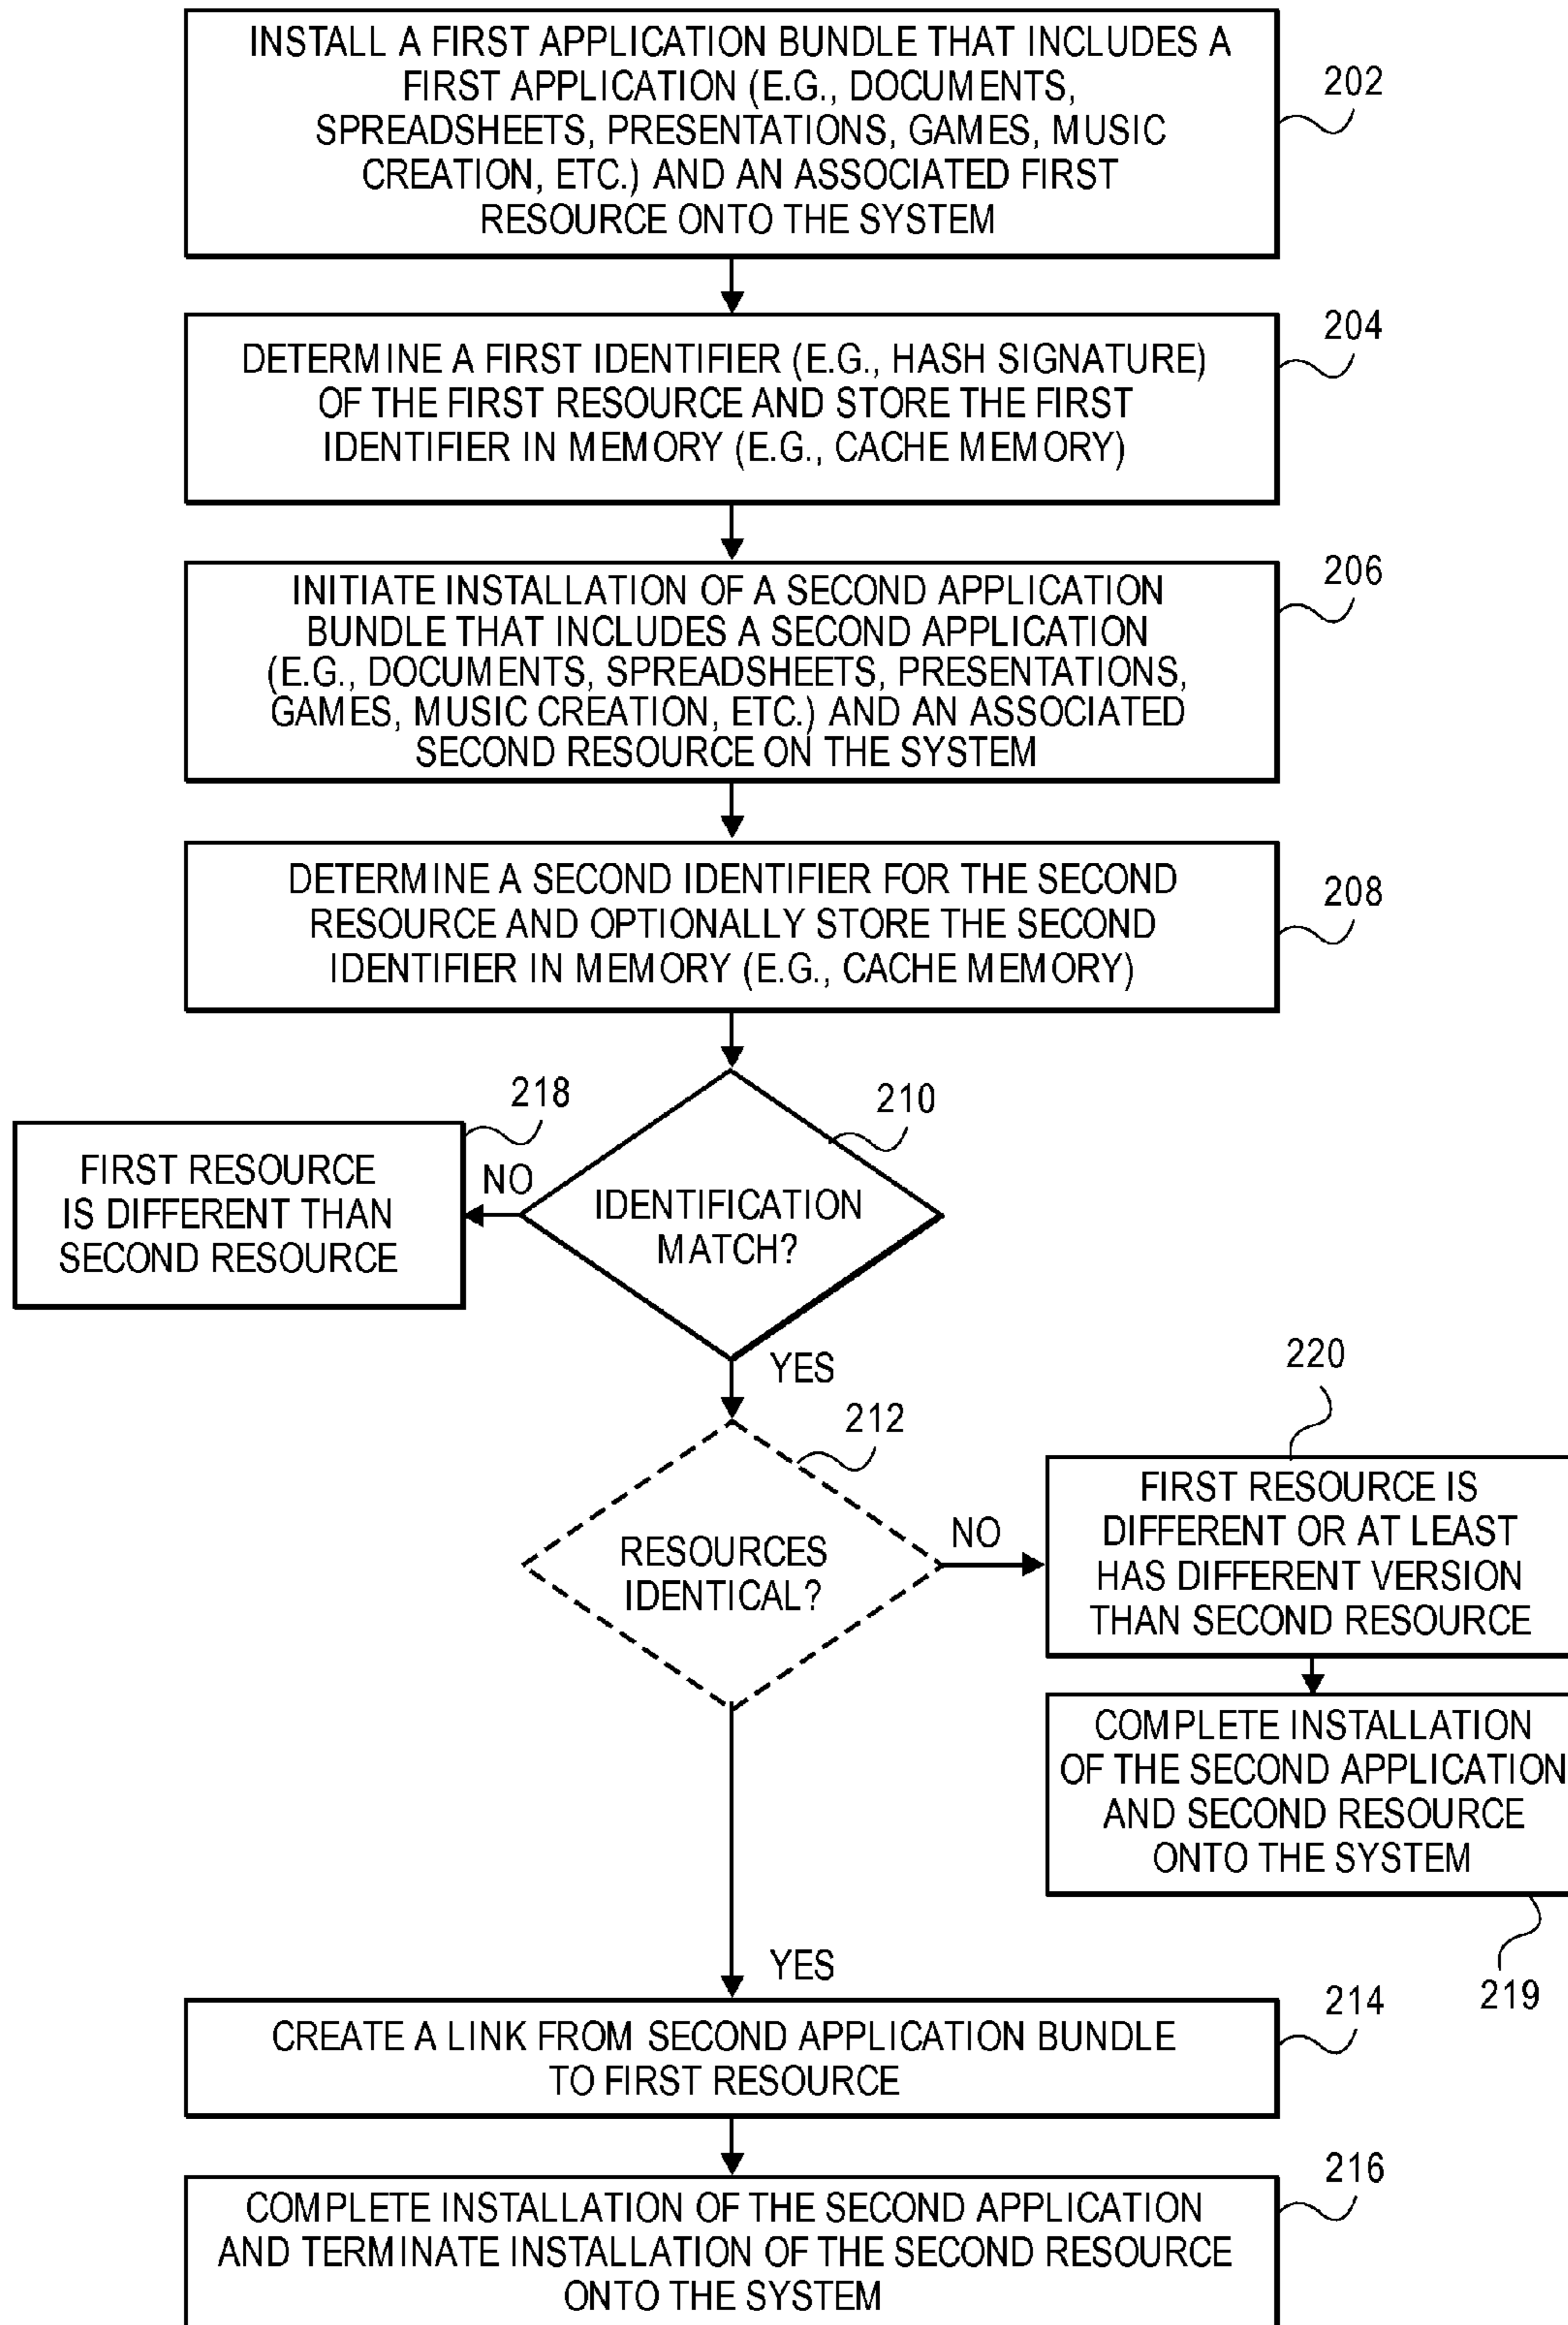 INSTALL A FIRST APPLICATION BUNDLE THAT INCLUDES A
FIRST APPLICATION (E.G., DOCUMENTS,
SPREADSHEETS, PRESENTATIONS, GAMES, MUSIC
CREATION, ETC.) AND AN ASSOCIATED FIRST
RESOURCE ONTO THE SYSTEM
202
DETERMINE A FIRST IDENTIFIER (E.G., HASH SIGNATURE)
OF THE FIRST RESOURCE AND STORE THE FIRST
IDENTIFIER IN MEMORY (E.G., CACHE MEMORY)
204
INITIATE INSTALLATION OF A SECOND APPLICATION
BUNDLE THAT INCLUDES A SECOND APPLICATION
(E.G., DOCUMENTS, SPREADSHEETS, PRESENTATIONS,
GAMES, MUSIC CREATION, ETC.) AND AN ASSOCIATED
SECOND RESOURCE ON THE SYSTEM
206
DETERMINE A SECOND IDENTIFIER FOR THE SECOND
RESOURCE AND OPTIONALLY STORE THE SECOND
IDENTIFIER IN MEMORY (E.G., CACHE MEMORY)
208
218
210
FIRST RESOURCE
IS DIFFERENT THAN
SECOND RESOURCE
NO
IDENTIFICATION
MATCH?
YES
220
212
RESOURCES
IDENTICAL?
NO
FIRST RESOURCE IS
DIFFERENT OR AT LEAST
HAS DIFFERENT VERSION
THAN SECOND RESOURCE
COMPLETE INSTALLATION
OF THE SECOND APPLICATION
AND SECOND RESOURCE
ONTO THE SYSTEM
219
YES
CREATE A LINK FROM SECOND APPLICATION BUNDLE
TO FIRST RESOURCE
214
COMPLETE INSTALLATION OF THE SECOND APPLICATION
AND TERMINATE INSTALLATION OF THE SECOND RESOURCE
ONTO THE SYSTEM
216